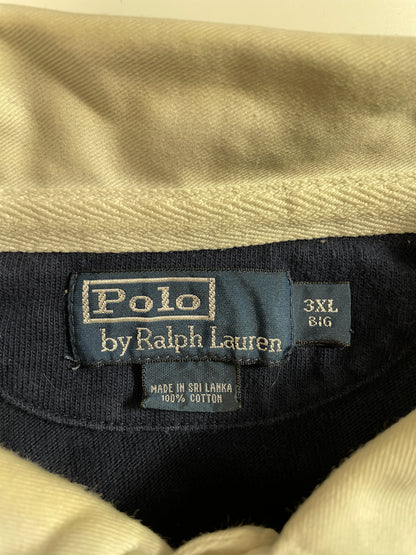 Polo
by Ralph Lauren
3XL
BIG
MADE IN SRI LANKA
100% COTTON